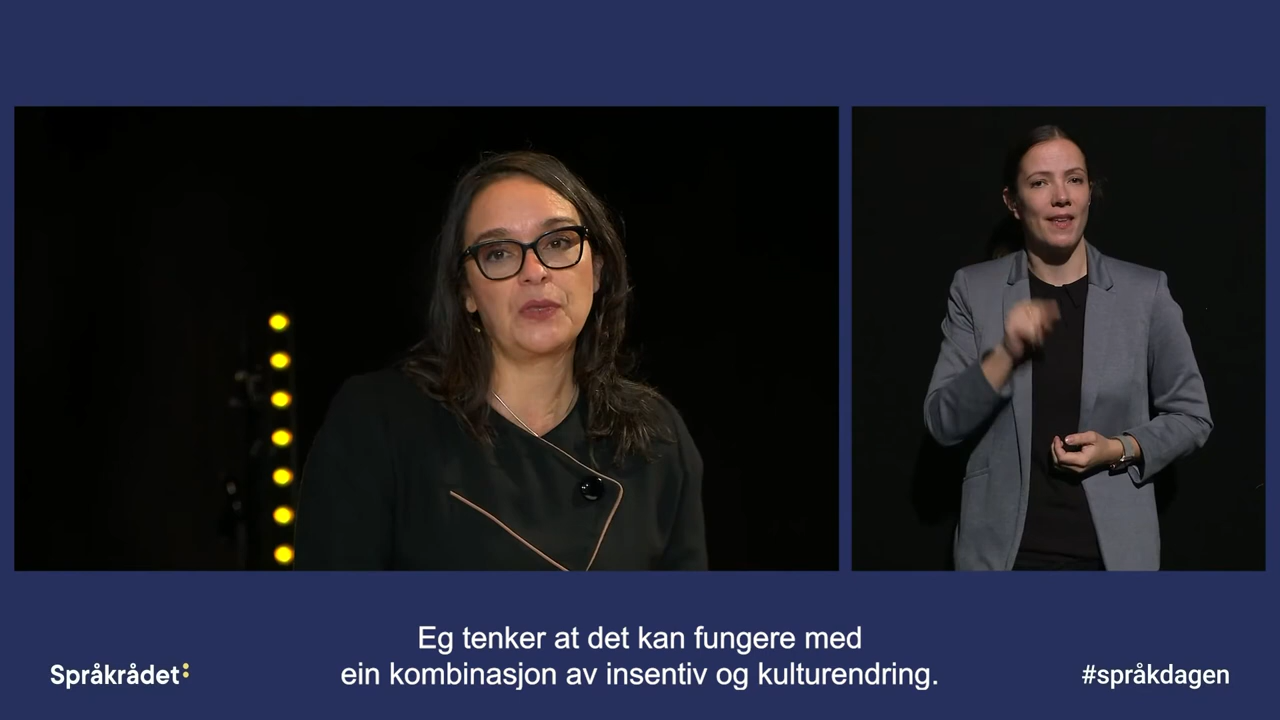 Eg tenker at det kan fungere med
ein kombinasjon av insentiv og kulturendring.
Språkrådet:
#språkdagen